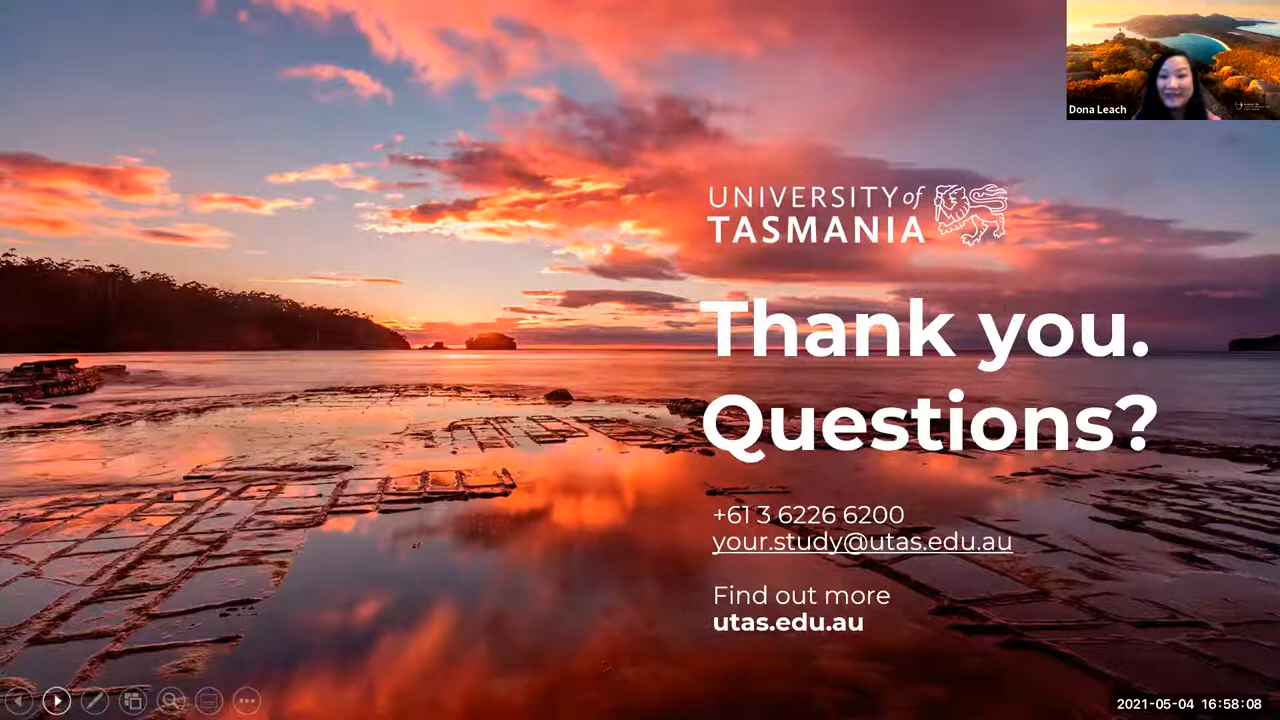 Dona Leach
UNIVERSITY of
TASMANIA
Thank you.
Questions?
+61 3 6226 6200
your.study@utas.edu.au
Find out more
utas.edu.au
2021-05-04 16:58:08